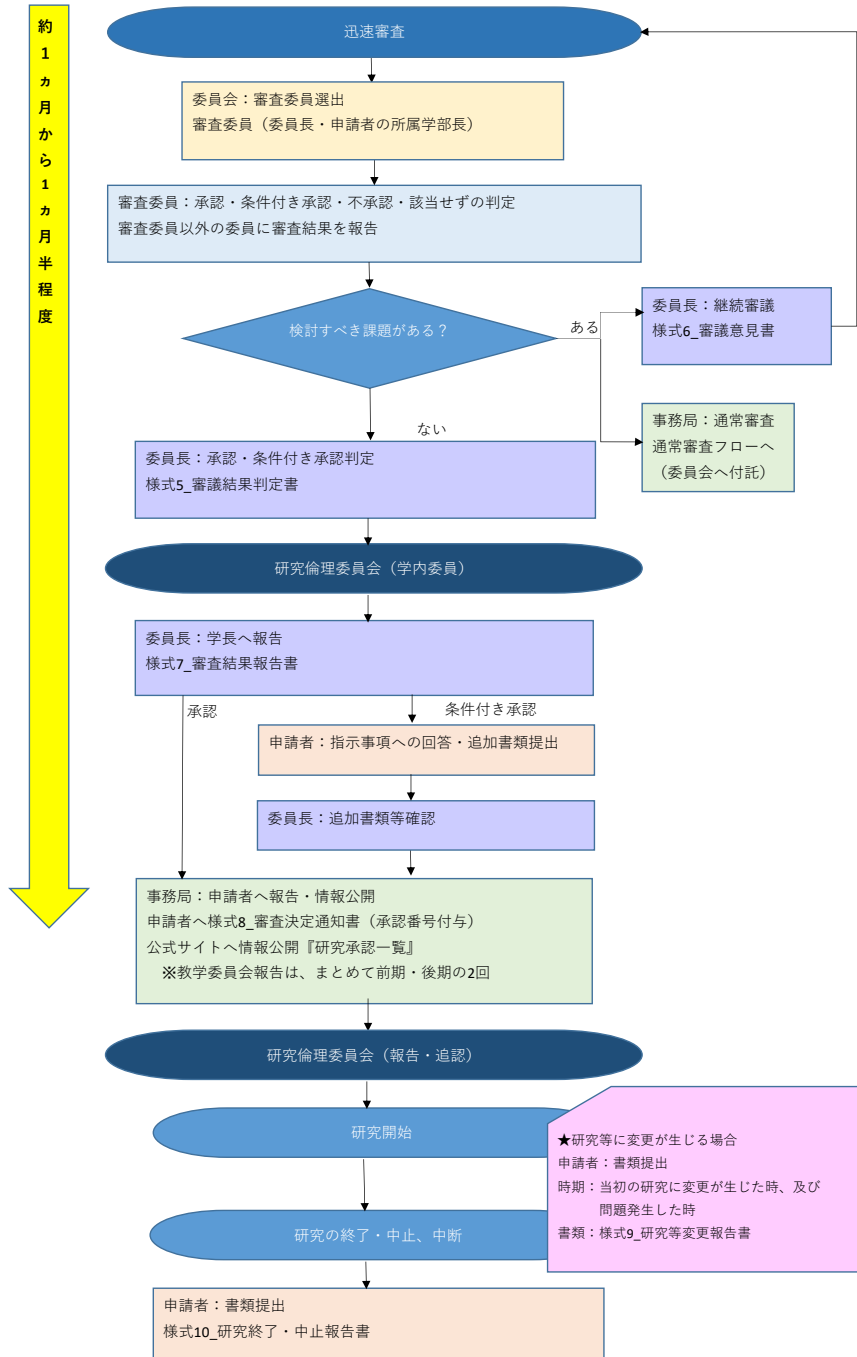 約1ヵ月から1ヵ月半程度
迅速審査
委員会：審査委員選出
審査委員（委員長・申請者の所属学部長）
審査委員：承認・条件付き承認・不承認・該当せずの判定
審査委員以外の委員に審査結果を報告
検討すべき課題がある？
ある
委員長：継続審議
様式6_審議意見書
事務局：通常審査
通常審査フローへ
（委員会へ付託）
ない
委員長：承認・条件付き承認判定
様式5_審議結果判定書
研究倫理委員会（学内委員）
委員長：学長へ報告
様式7_審査結果報告書
承認
条件付き承認
申請者：指示事項への回答・追加書類提出
委員長：追加書類等確認
事務局：申請者へ報告・情報公開
申請者へ様式8_審査決定通知書（承認番号付与）
公式サイトへ情報公開『研究承認一覧』
※教学委員会報告は、まとめて前期・後期の2回
研究倫理委員会（報告・追認）
研究開始
★研究等に変更が生じる場合
申請者：書類提出
時期：当初の研究に変更が生じた時、及び
問題発生した時
書類：様式9_研究等変更報告書
研究の終了・中止、中断
申請者：書類提出
様式10_研究終了・中止報告書